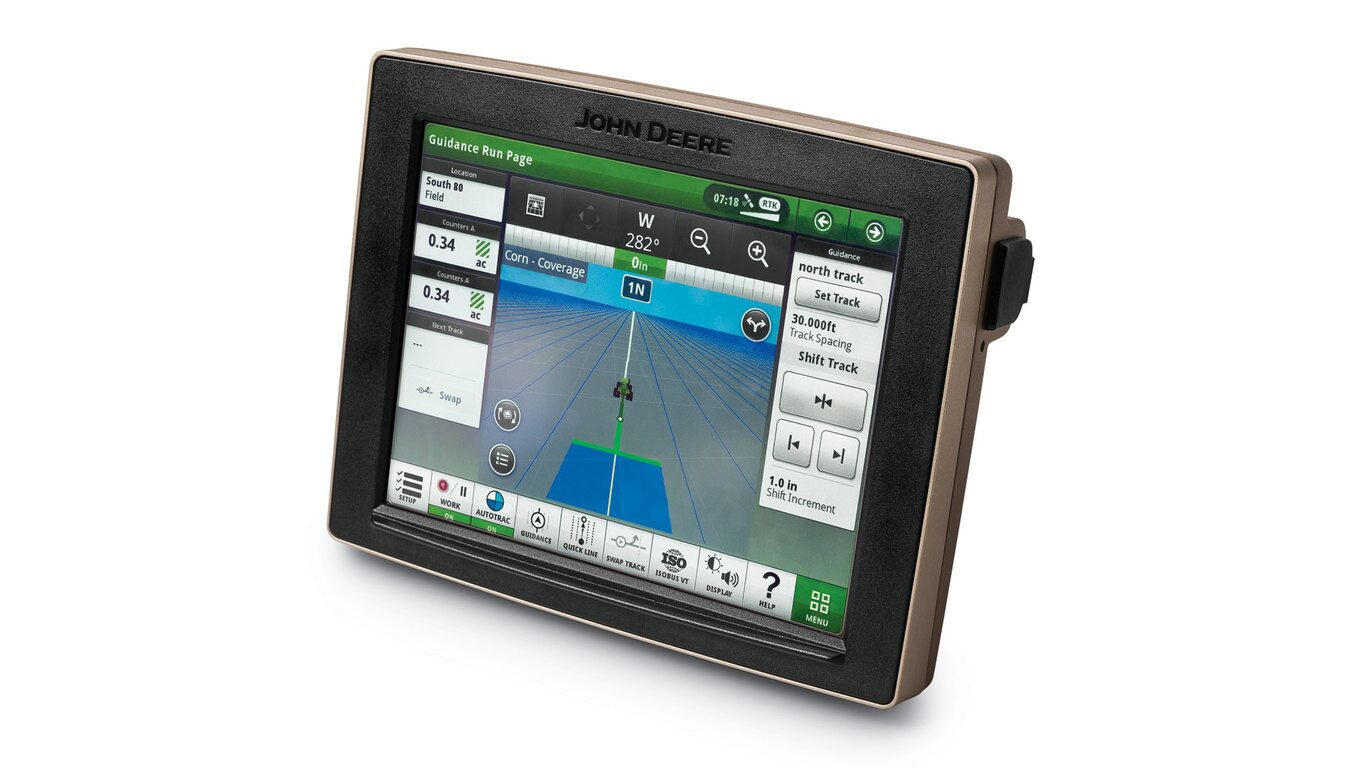 JOHN DEERE
Guidance Run Page
07:18
RTK
Location
South 80
Field
Counters A
0.34
ac
Counters A
0.34
ac
Next Track
---
Swap
W
282°
0in
Corn - Coverage
1N
Guidance
north track
Set Track
30.000ft
Track Spacing
Shift Track
1.0 in
Shift Increment
SETUP
WORK
ON
AUTOTRAC
ON
GUIDANCE
QUICK LINE
SWAP TRACK
ISO
ISOBUS VT
DISPLAY
?
HELP
MENU